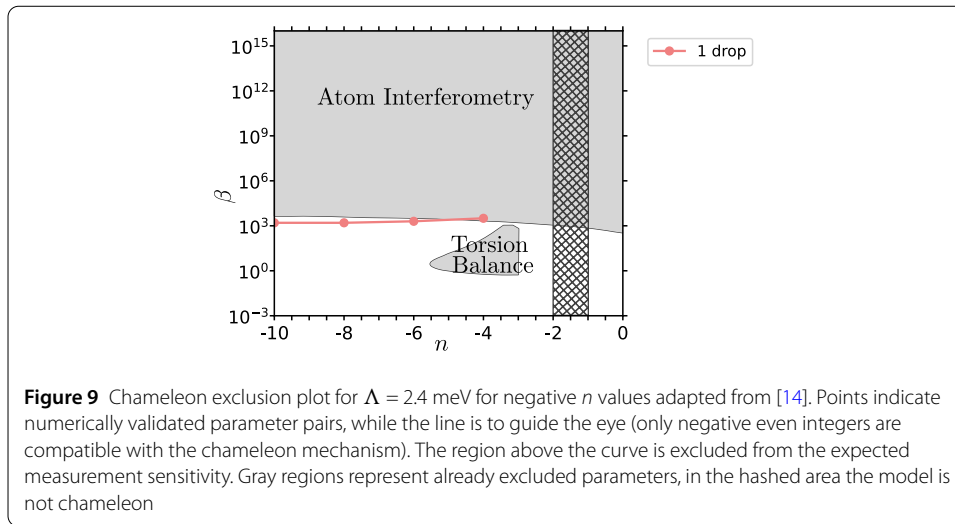 10^15
10^12
10^9
10^6
10^3
10^0
10^−3
β
Atom Interferometry
Torsion
Balance
-10 -8 -6 -4 -2 0
n
1 drop
Figure 9 Chameleon exclusion plot for Λ = 2.4 meV for negative n values adapted from [14]. Points indicate
numerically validated parameter pairs, while the line is to guide the eye (only negative even integers are
compatible with the chameleon mechanism). The region above the curve is excluded from the expected
measurement sensitivity. Gray regions represent already excluded parameters, in the hashed area the model is
not chameleon